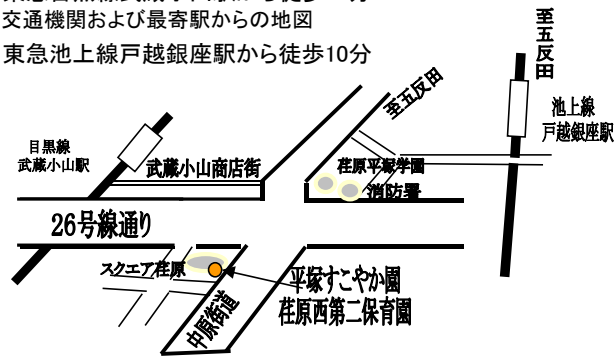 交通機関および最寄駅からの地図
東急池上線戸越銀座駅から徒歩10分
至五反田
至五反田
池上線
戸越銀座駅
目黒線
武蔵小山駅
武蔵小山商店街
荏原平塚学園
消防署
26号線通り
スクエア荏原
平塚すこやか園
荏原西第二保育園
中原街道